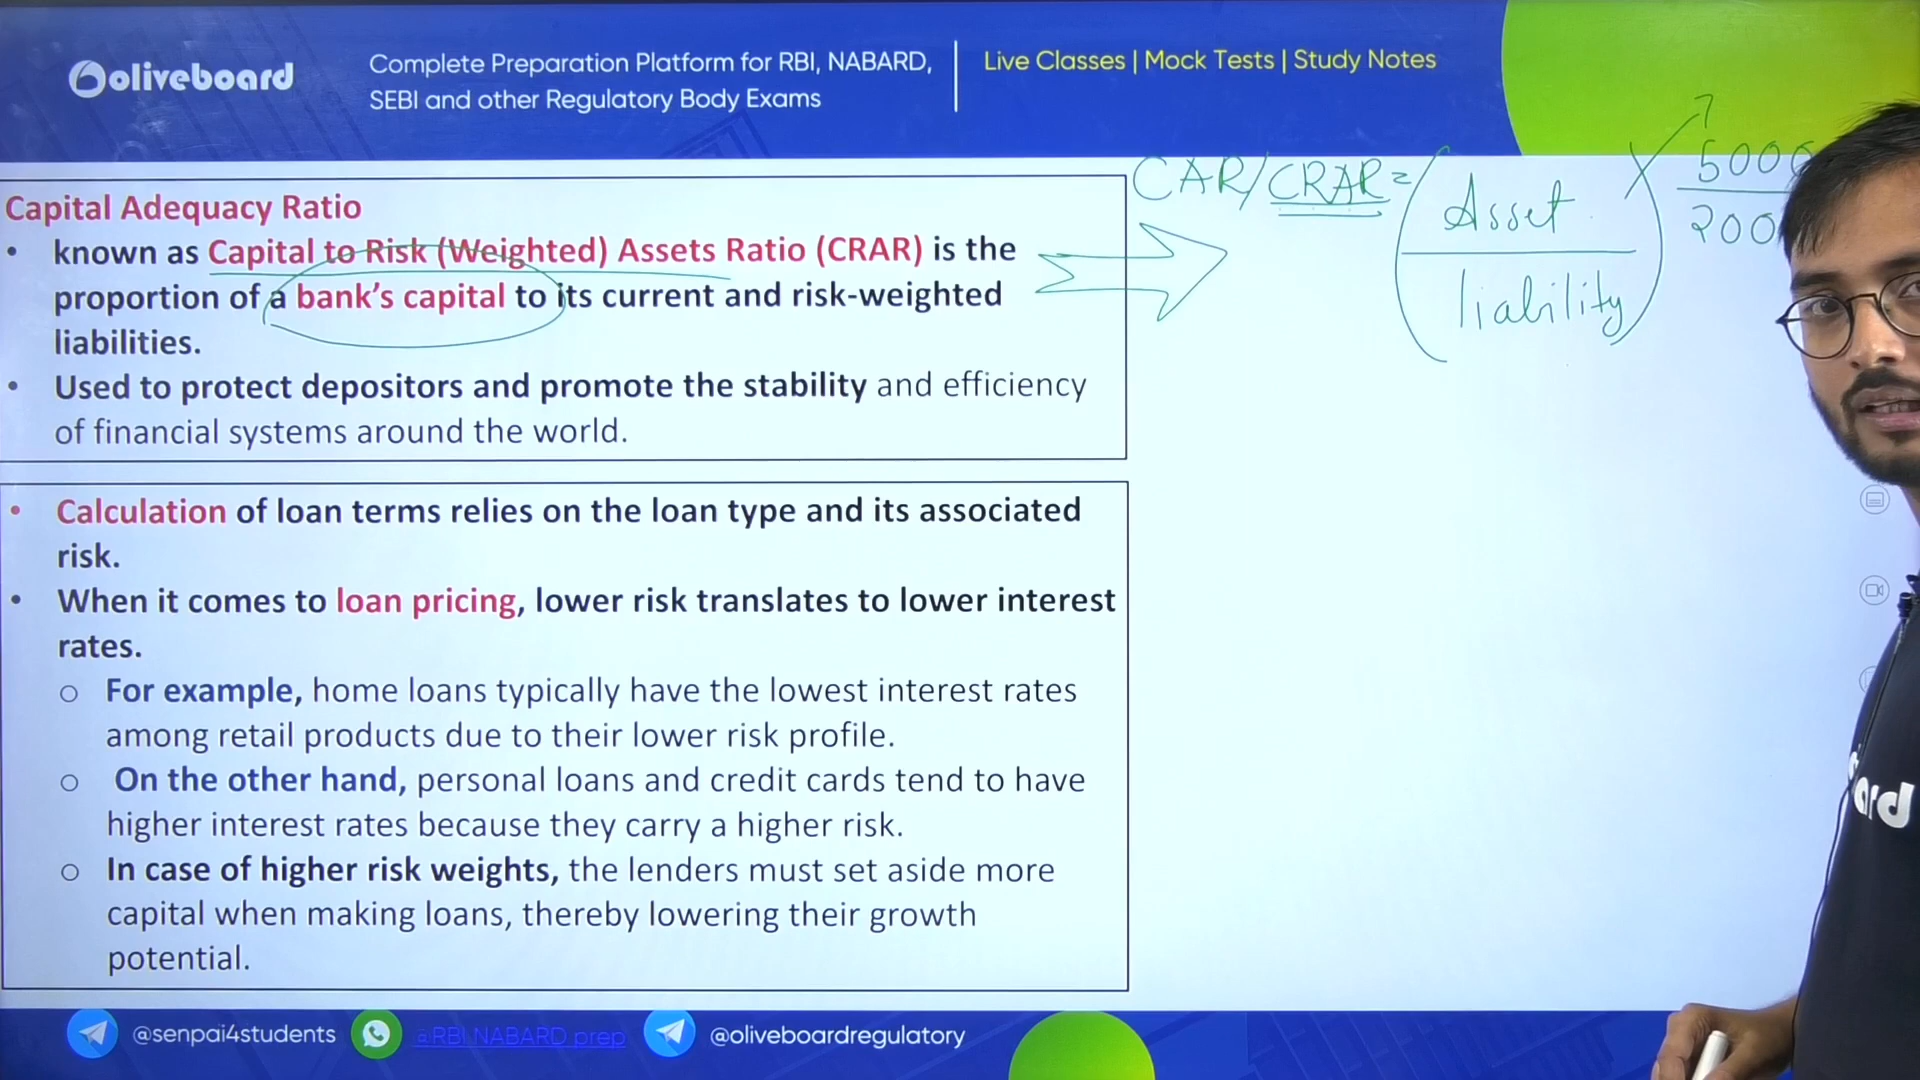 oliveboard
Complete Preparation Platform for RBI, NABARD,
SEBI and other Regulatory Body Exams
Live Classes | Mock Tests | Study Notes
Capital Adequacy Ratio
• known as Capital to Risk (Weighted) Assets Ratio (CRAR) is the
proportion of a bank's capital to its current and risk-weighted
liabilities.
• Used to protect depositors and promote the stability and efficiency
of financial systems around the world.
CAR/CRAR=
Asset
liability
5000
200
• Calculation of loan terms relies on the loan type and its associated
risk.
• When it comes to loan pricing, lower risk translates to lower interest
rates.
○ For example, home loans typically have the lowest interest rates
among retail products due to their lower risk profile.
○ On the other hand, personal loans and credit cards tend to have
higher interest rates because they carry a higher risk.
○ In case of higher risk weights, the lenders must set aside more
capital when making loans, thereby lowering their growth
potential.
@senpai4students
@RBI NABARD prep
@oliveboardregulatory